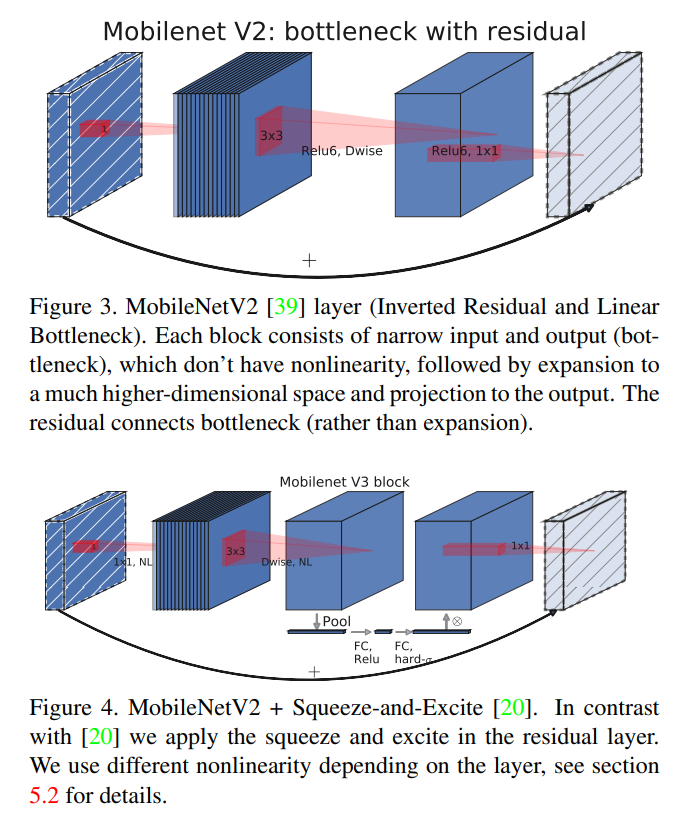 Mobilenet V2: bottleneck with residual
1
3x3
Relu6, Dwise
Relu6, 1x1
+
Figure 3. MobileNetV2 [39] layer (Inverted Residual and Linear
Bottleneck). Each block consists of narrow input and output (bot-
tleneck), which don’t have nonlinearity, followed by expansion to
a much higher-dimensional space and projection to the output. The
residual connects bottleneck (rather than expansion).
Mobilenet V3 block
1x1, NL
3x3
Dwise, NL
1x1
Pool
⊗
FC,
Relu
FC,
hard-σ
+
Figure 4. MobileNetV2 + Squeeze-and-Excite [20]. In contrast
with [20] we apply the squeeze and excite in the residual layer.
We use different nonlinearity depending on the layer, see section
5.2 for details.